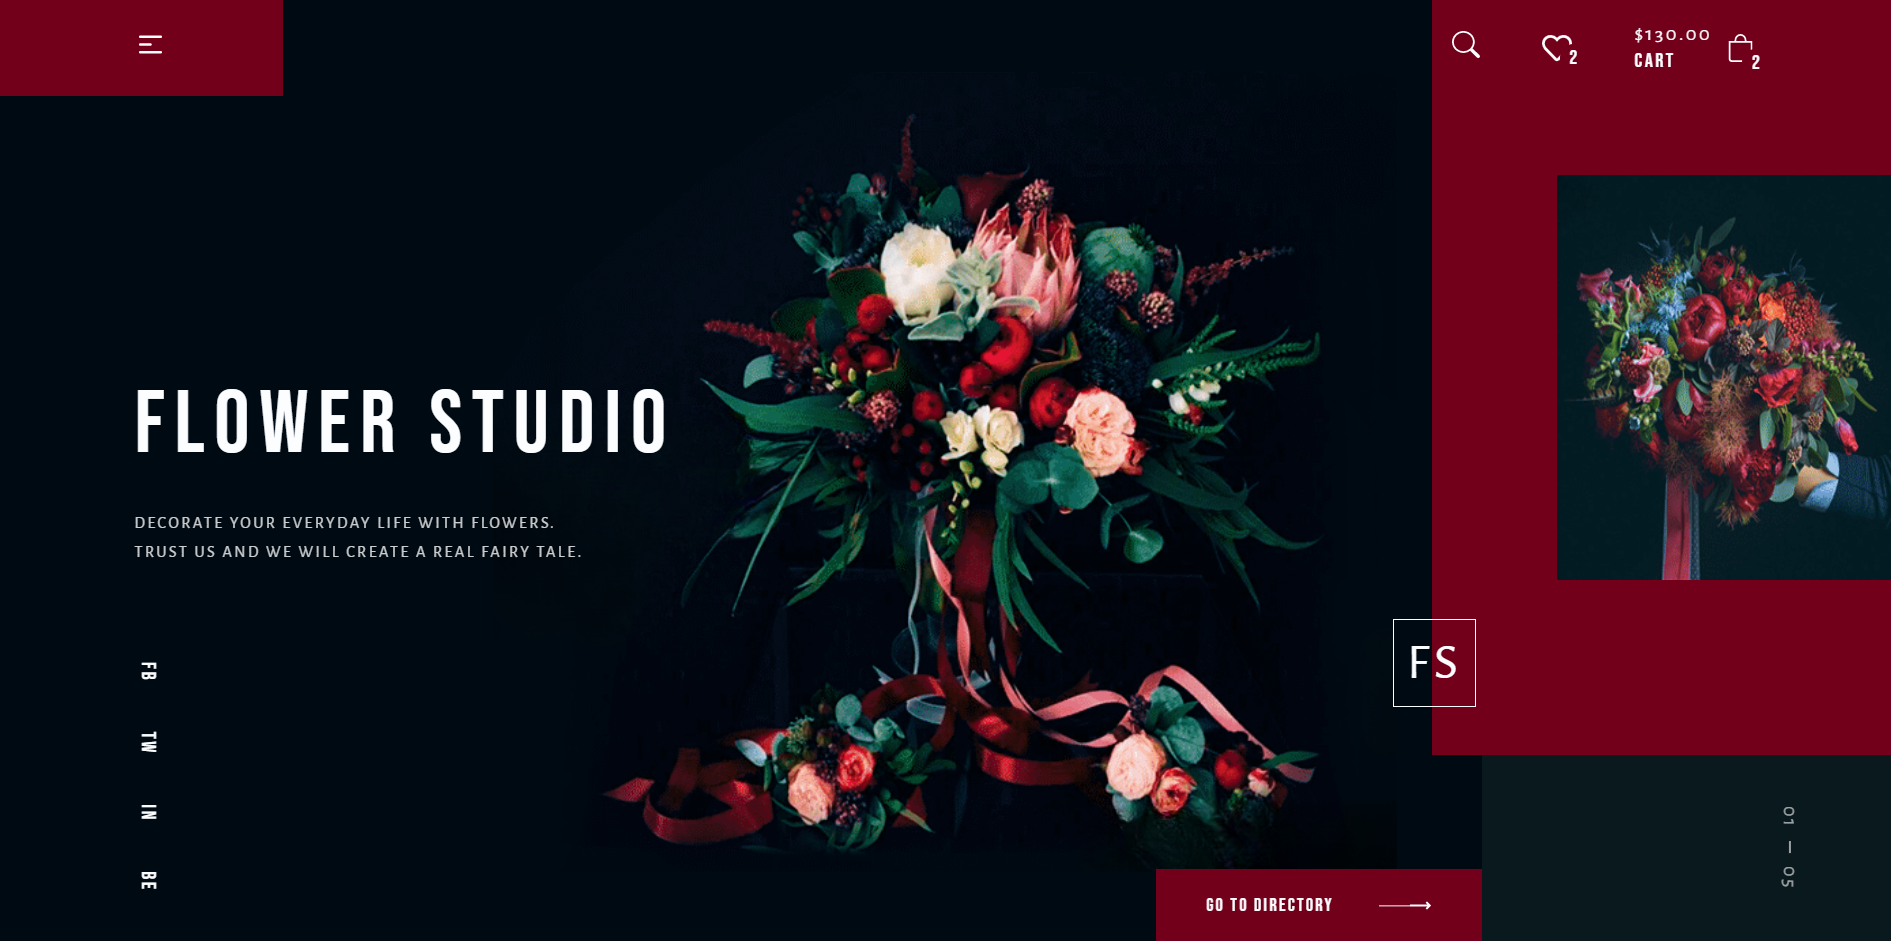 $130.00
CART
2
2
FLOWER STUDIO
DECORATE YOUR EVERYDAY LIFE WITH FLOWERS.
TRUST US AND WE WILL CREATE A REAL FAIRY TALE.
FB
TW
IN
BE
FS
01 — 05
GO TO DIRECTORY